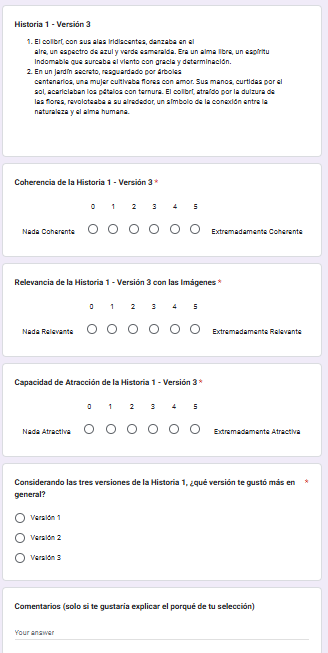 Historia 1 - Versión 3
1. El colibrí, con sus alas iridiscentes, danzaba en el
aire, un espectro de azul y verde esmeralda. Era un alma libre, un espíritu
indomable que surcaba el viento con gracia y determinación.
2. En un jardín secreto, resguardado por árboles
centenarios, una mujer cultivaba flores con amor. Sus manos, curtidas por el
sol, acariciaban los pétalos con ternura. El colibrí, atraído por la dulzura de
las flores, revoloteaba a su alrededor, un símbolo de la conexión entre la
naturaleza y el alma humana.
Coherencia de la Historia 1 - Versión 3 *
0 1 2 3 4 5
Nada Coherente Extremadamente Coherente
Relevancia de la Historia 1 - Versión 3 con las Imágenes *
0 1 2 3 4 5
Nada Relevante Extremadamente Relevante
Capacidad de Atracción de la Historia 1 - Versión 3 *
0 1 2 3 4 5
Nada Atractiva Extremadamente Atractiva
Considerando las tres versiones de la Historia 1, ¿qué versión te gustó más en *
general?
Versión 1
Versión 2
Versión 3
Comentarios (solo si te gustaría explicar el porqué de tu selección)
Your answer